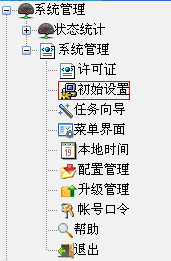 系统管理
状态统计
系统管理
许可证
初始设置
任务向导
菜单界面
本地时间
配置管理
升级管理
帐号口令
帮助
退出